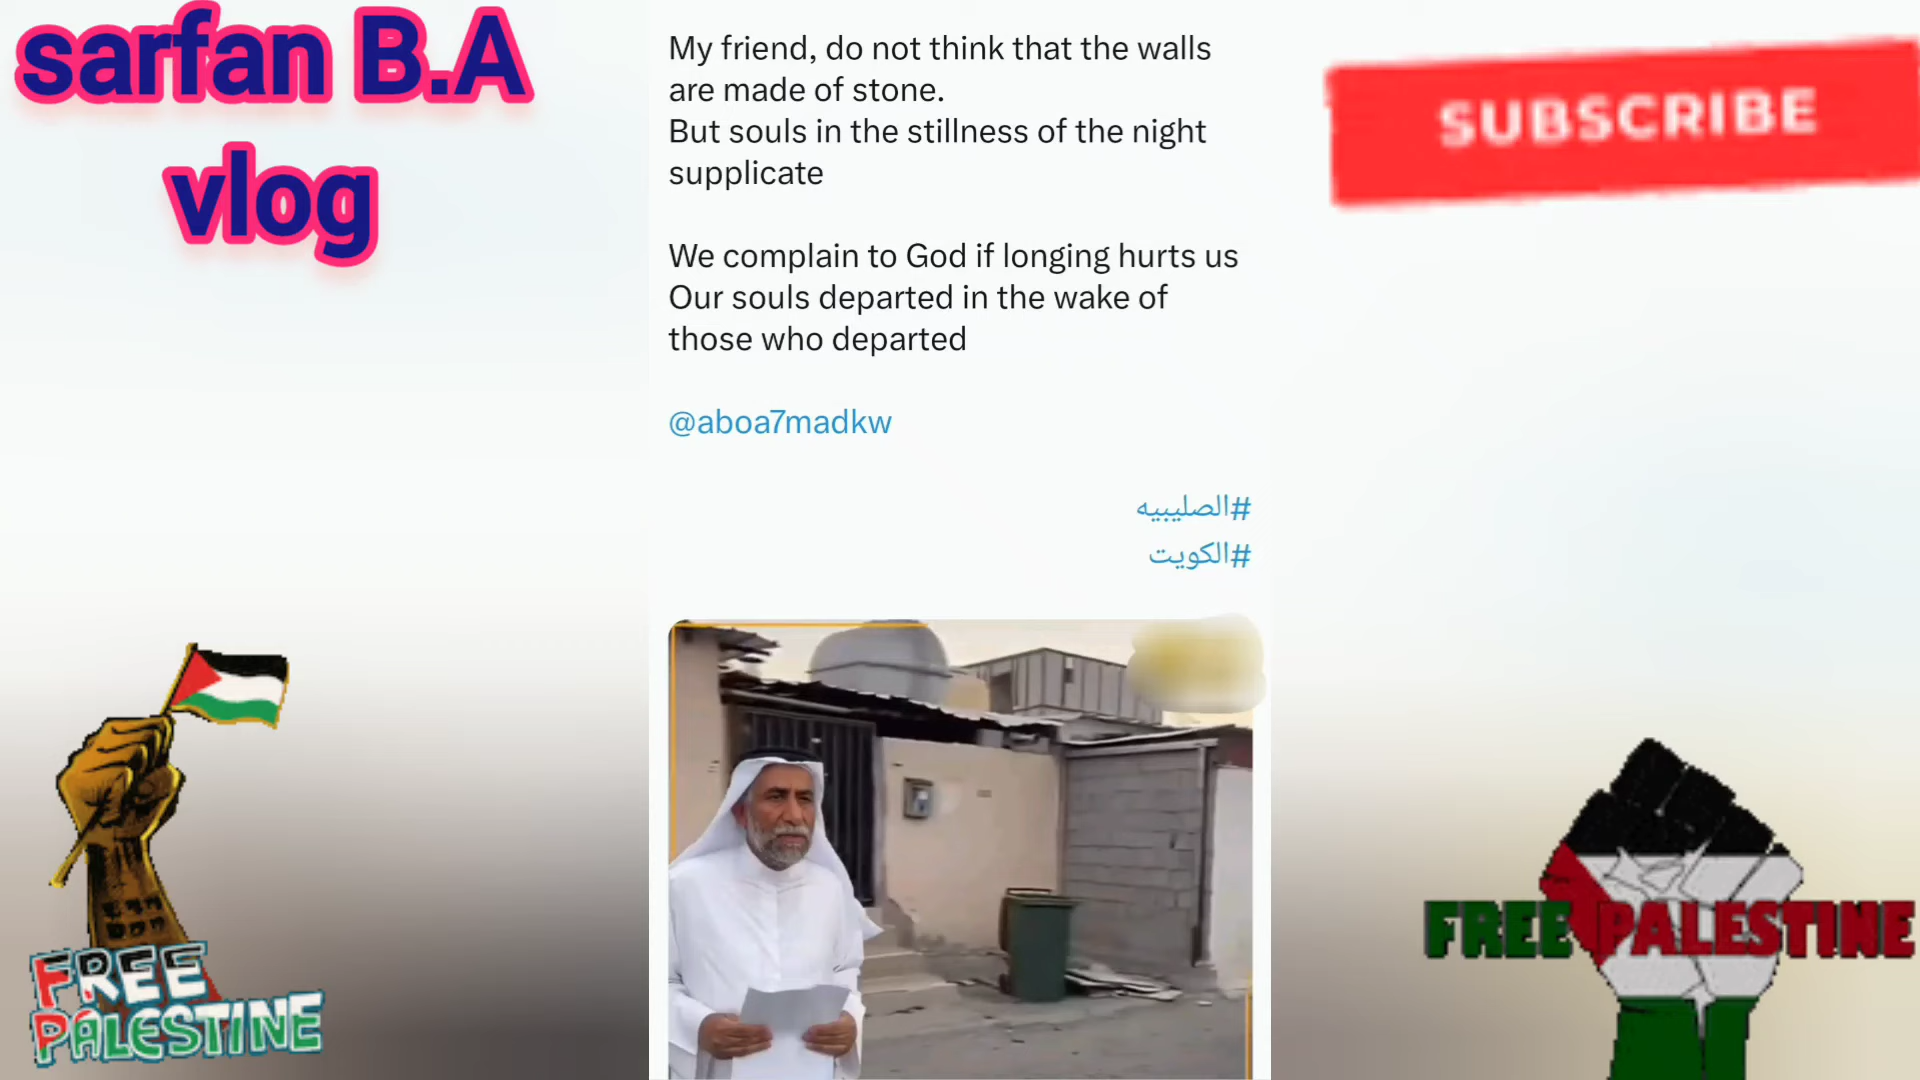 sarfan B.A
vlog
My friend, do not think that the walls
are made of stone.
But souls in the stillness of the night
supplicate
We complain to God if longing hurts us
Our souls departed in the wake of
those who departed
@aboa7madkw
#الصليبيه
#الكويت
SUBSCRIBE
FREE
PALESTINE
FREE PALESTINE